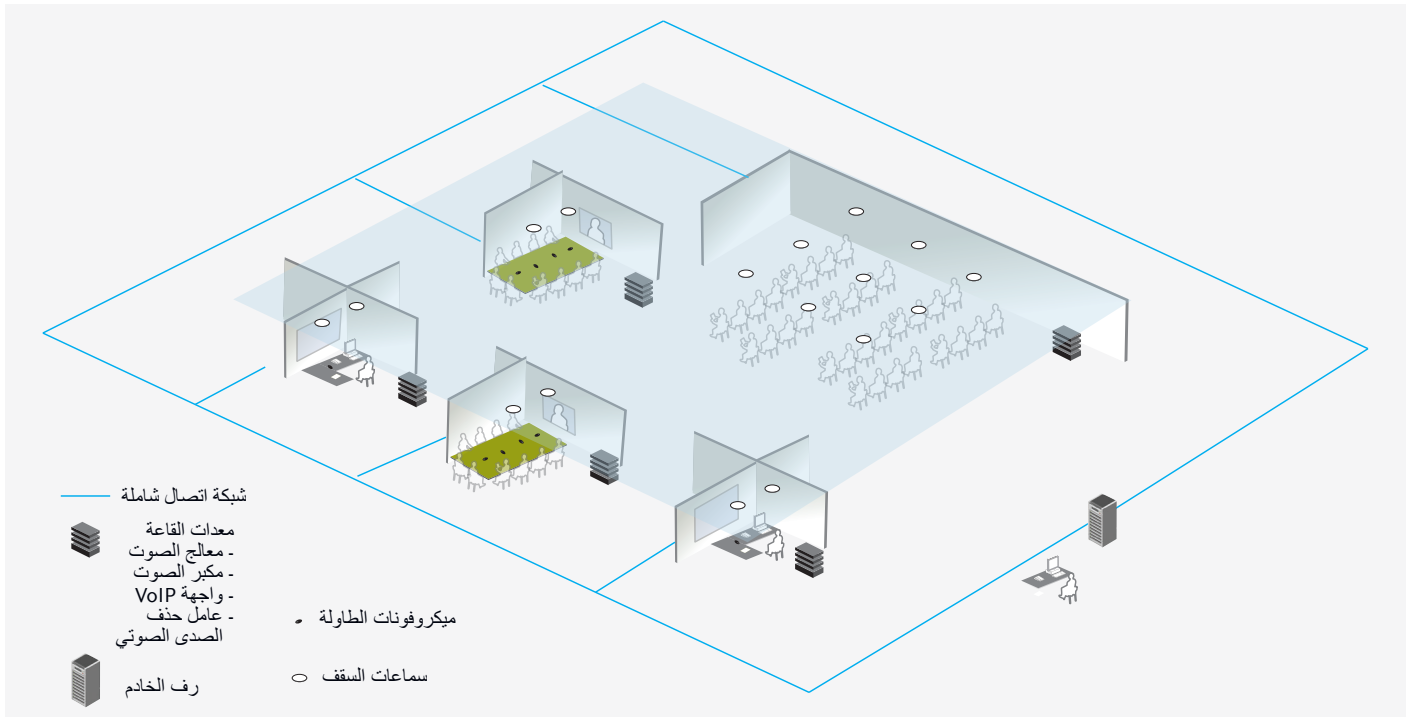 شبكة اتصال شاملة
معدات القاعة
- معالج الصوت
- مكبر الصوت
- واجهة VoIP
- عامل حذف
الصدى الصوتي
رف الخادم
ميكروفونات الطاولة
سماعات السقف